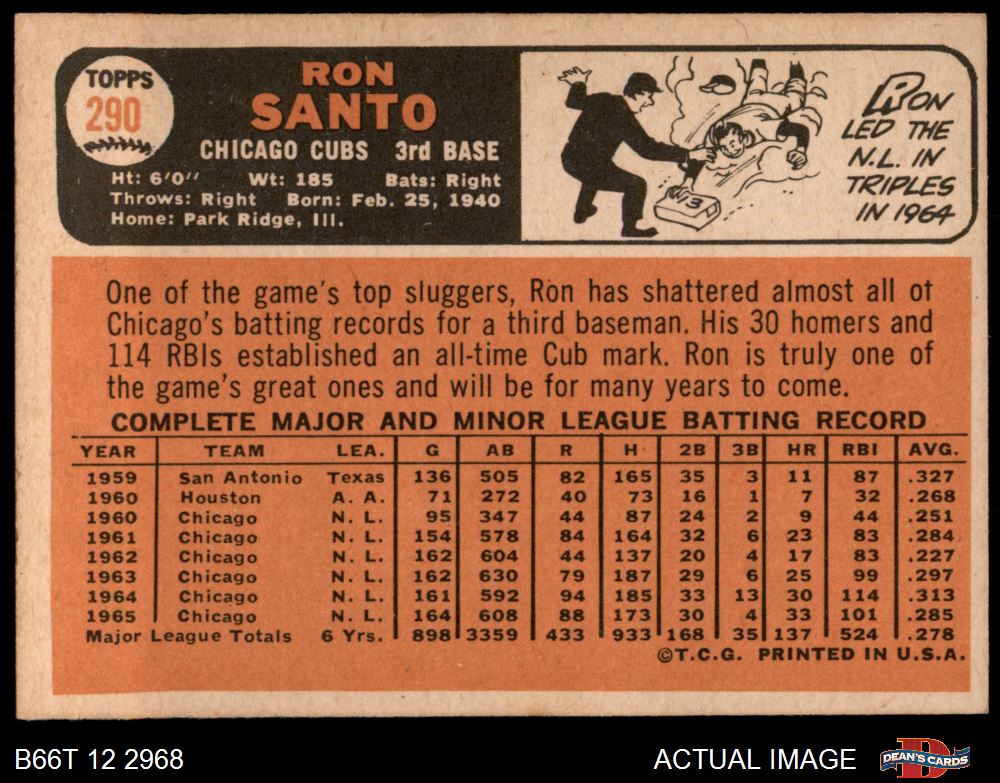 TOPPS
290
RON
SANTO
CHICAGO CUBS 3rd BASE
Ht: 6'0" Wt: 185 Bats: Right
Throws: Right Born: Feb. 25, 1940
Home: Park Ridge, Ill.
3
RON
LED THE
N.L. IN
TRIPLES
IN 1964
One of the game's top sluggers, Ron has shattered almost all of
Chicago's batting records for a third baseman. His 30 homers and
114 RBIs established an all-time Cub mark. Ron is truly one of
the game's great ones and will be for many years to come.
COMPLETE MAJOR AND MINOR LEAGUE BATTING RECORD
YEAR TEAM LEA. G AB R H 2B 3B HR RBI AVG.
1959 San Antonio Texas 136 505 82 165 35 3 11 87 .327
1960 Houston A. A. 71 272 40 73 16 1 7 32 .268
1960 Chicago N. L. 95 347 44 87 24 2 9 44 .251
1961 Chicago N. L. 154 578 84 164 32 6 23 83 .284
1962 Chicago N. L. 162 604 44 137 20 4 17 83 .227
1963 Chicago N. L. 162 630 79 187 29 6 25 99 .297
1964 Chicago N. L. 161 592 94 185 33 13 30 114 .313
1965 Chicago N. L. 164 608 88 173 30 4 33 101 .285
Major League Totals 6 Yrs. 898 3359 433 933 168 35 137 524 .278
©T.C.G. PRINTED IN U.S.A.
B66T 12 2968
ACTUAL IMAGE
DEAN'S CARDS